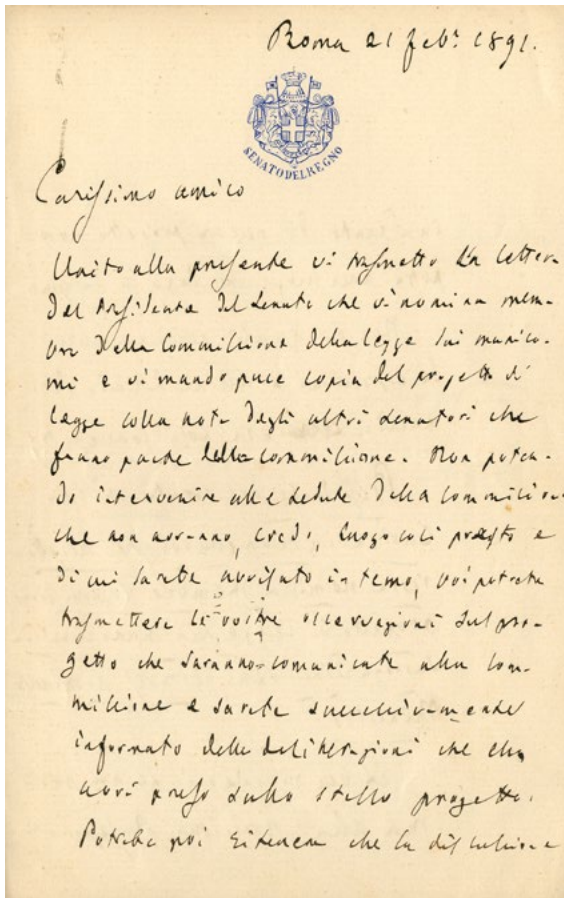 Roma 21 febº. 1891.
SENATO DEL REGNO
Carissimo amico
Unito alla presente vi trasmetto la lettera
del Presidente del Senato che vi nomina mem-
bro della Commissione della legge sui manico-
mi e vi mando pure copia del progetto di
legge colla nota degli altri Senatori che
fanno parte della commissione. Non poten-
do intervenire alle sedute della commissione
che non avranno, credo, luogo così presto e
di cui sarete avvisato in tempo, voi potrete
trasmettere le vostre osservazioni sul pro-
getto che saranno comunicate alla com-
missione e sarete successivamente
informato delle deliberazioni che essa
avrà preso sullo stesso progetto.
Potrete poi che la discussione